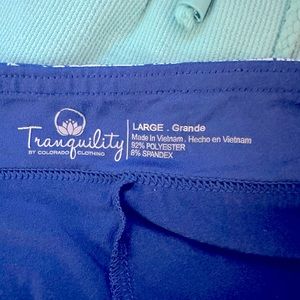 Tranquility
BY COLORADO CLOTHING
LARGE . Grande
Made in Vietnam . Hecho en Vietnam
92% POLYESTER
8% SPANDEX